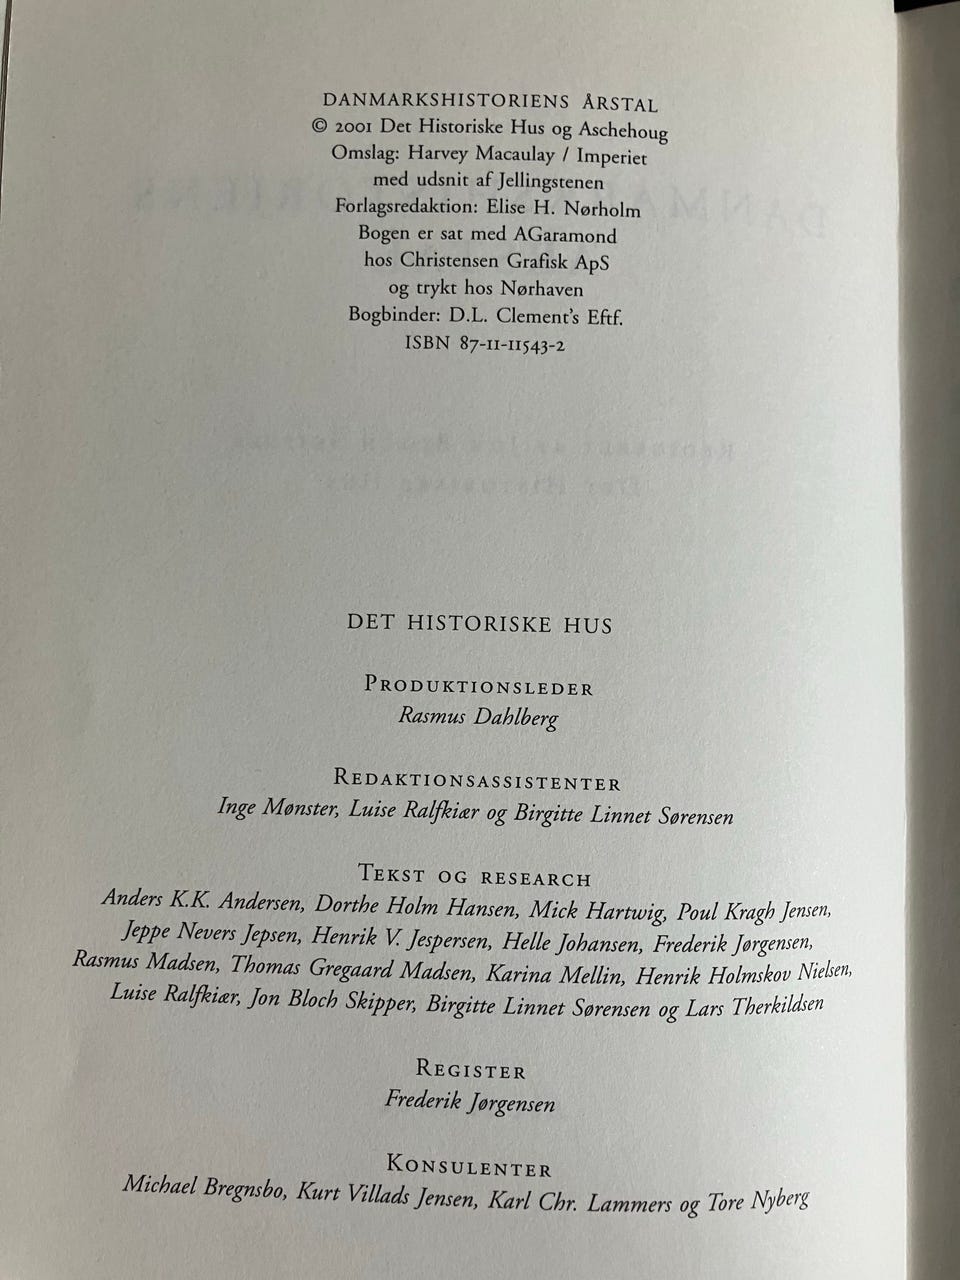 DANMARKSHISTORIENS ÅRSTAL
© 2001 Det Historiske Hus og Aschehoug
Omslag: Harvey Macaulay / Imperiet
med udsnit af Jellingstenen
Forlagsredaktion: Elise H. Nørholm
Bogen er sat med AGaramond
hos Christensen Grafisk ApS
og trykt hos Nørhaven
Bogbinder: D.L. Clement's Eftf.
ISBN 87-11-11543-2
DET HISTORISKE HUS
PRODUKTIONSLEDER
Rasmus Dahlberg
REDAKTIONSASSISTENTER
Inge Mønster, Luise Ralfkiær og Birgitte Linnet Sørensen
TEKST OG RESEARCH
Anders K.K. Andersen, Dorthe Holm Hansen, Mick Hartwig, Poul Kragh Jensen,
Jeppe Nevers Jepsen, Henrik V. Jespersen, Helle Johansen, Frederik Jørgensen,
Rasmus Madsen, Thomas Gregaard Madsen, Karina Mellin, Henrik Holmskov Nielsen,
Luise Ralfkiær, Jon Bloch Skipper, Birgitte Linnet Sørensen og Lars Therkildsen
REGISTER
Frederik Jørgensen
KONSULENTER
Michael Bregnsbo, Kurt Villads Jensen, Karl Chr. Lammers og Tore Nyberg